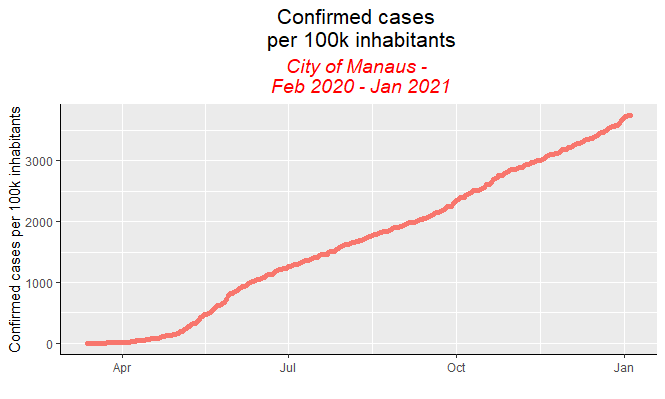 Confirmed cases
per 100k inhabitants
City of Manaus -
Feb 2020 - Jan 2021
Confirmed cases per 100k inhabitants
3000
2000
1000
0
Apr
Jul
Oct
Jan